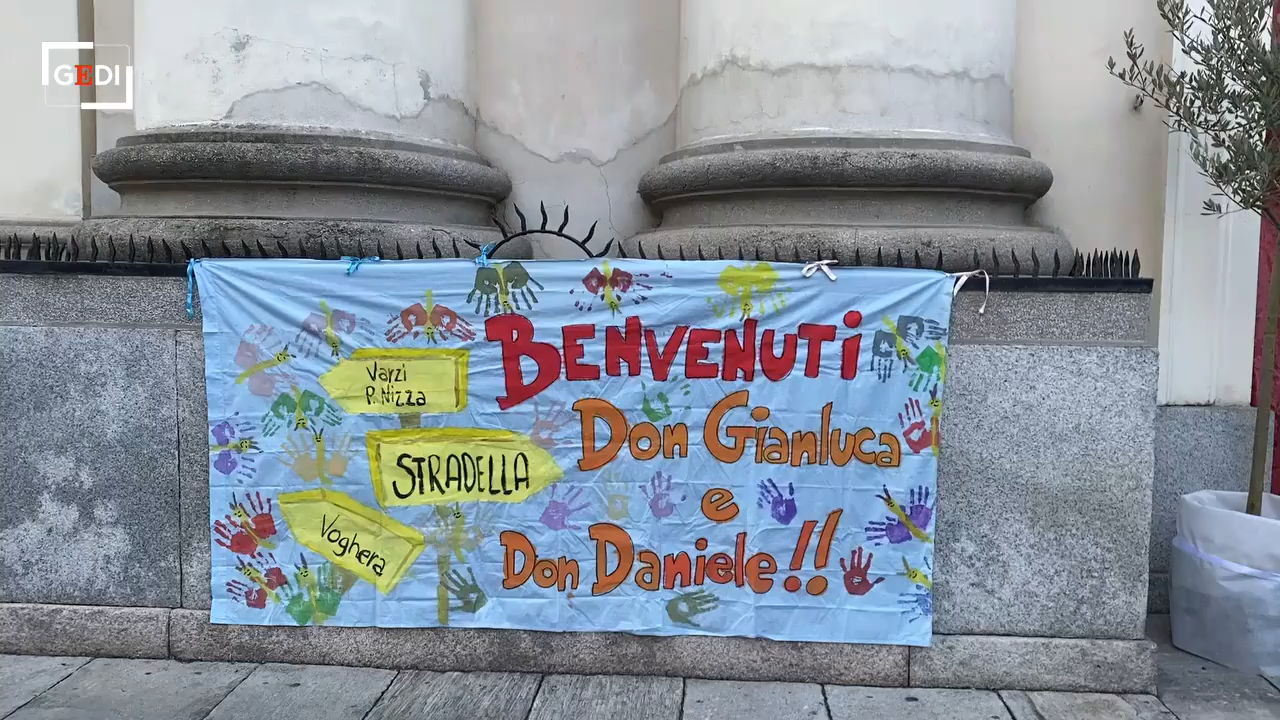 GEDI
BENVENUTI
Don Gianluca
e
Don Daniele!!
Varzi
P. Nizza
STRADELLA
Voghera